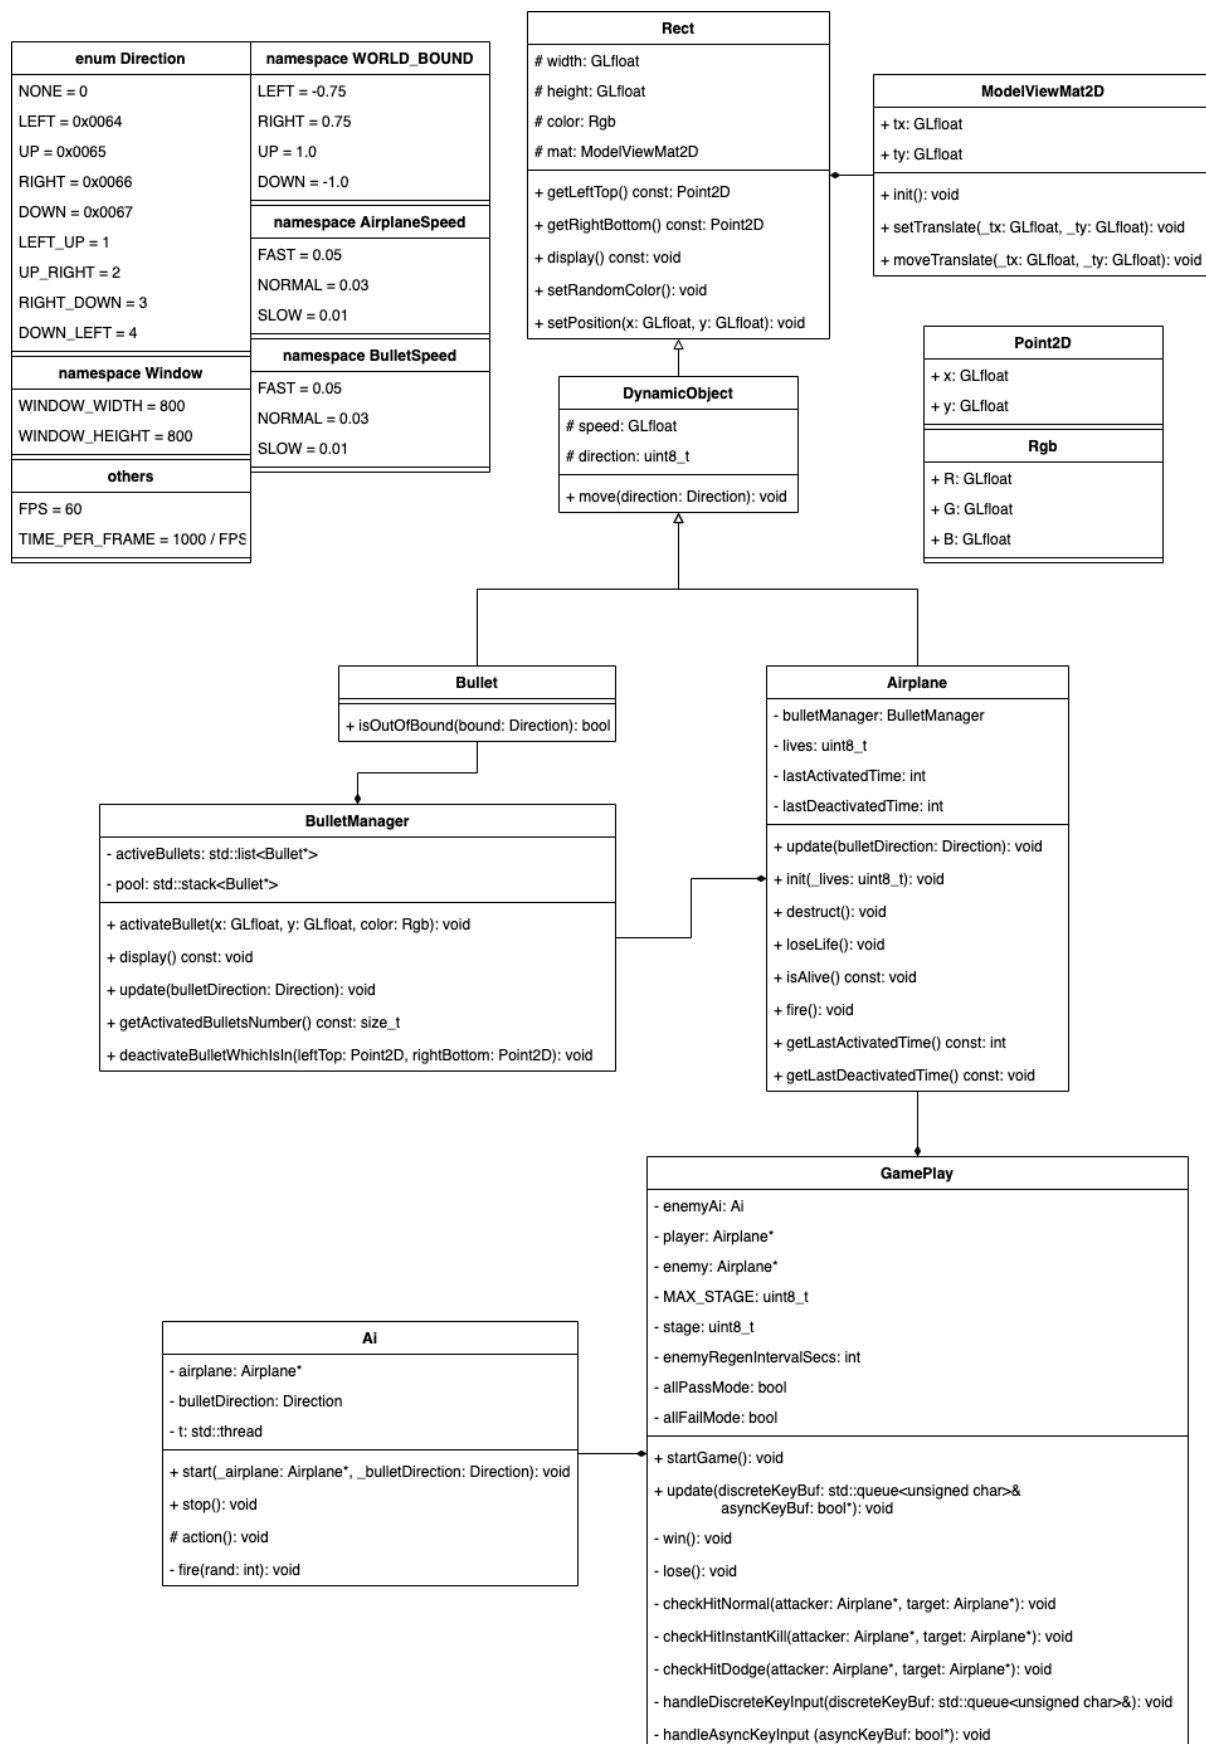 enum Direction
NONE = 0
LEFT = 0x0064
UP = 0x0065
RIGHT = 0x0066
DOWN = 0x0067
LEFT_UP = 1
UP_RIGHT = 2
RIGHT_DOWN = 3
DOWN_LEFT = 4
namespace Window
WINDOW_WIDTH = 800
WINDOW_HEIGHT = 800
others
FPS = 60
TIME_PER_FRAME = 1000 / FPS
namespace WORLD_BOUND
LEFT = -0.75
RIGHT = 0.75
UP = 1.0
DOWN = -1.0
namespace AirplaneSpeed
FAST = 0.05
NORMAL = 0.03
SLOW = 0.01
namespace BulletSpeed
FAST = 0.05
NORMAL = 0.03
SLOW = 0.01
Rect
# width: GLfloat
# height: GLfloat
# color: Rgb
# mat: ModelViewMat2D
+ getLeftTop() const: Point2D
+ getRightBottom() const: Point2D
+ display() const: void
+ setRandomColor(): void
+ setPosition(x: GLfloat, y: GLfloat): void
ModelViewMat2D
+ tx: GLfloat
+ ty: GLfloat
+ init(): void
+ setTranslate(_tx: GLfloat, _ty: GLfloat): void
+ moveTranslate(_tx: GLfloat, _ty: GLfloat): void
Point2D
+ x: GLfloat
+ y: GLfloat
Rgb
+ R: GLfloat
+ G: GLfloat
+ B: GLfloat
DynamicObject
# speed: GLfloat
# direction: uint8_t
+ move(direction: Direction): void
Bullet
+ isOutOfBound(bound: Direction): bool
Airplane
- bulletManager: BulletManager
- lives: uint8_t
- lastActivatedTime: int
- lastDeactivatedTime: int
+ update(bulletDirection: Direction): void
+ init(_lives: uint8_t): void
+ destruct(): void
+ loseLife(): void
+ isAlive() const: void
+ fire(): void
+ getLastActivatedTime() const: int
+ getLastDeactivatedTime() const: void
BulletManager
- activeBullets: std::list<Bullet*>
- pool: std::stack<Bullet*>
+ activateBullet(x: GLfloat, y: GLfloat, color: Rgb): void
+ display() const: void
+ update(bulletDirection: Direction): void
+ getActivatedBulletsNumber() const: size_t
+ deactivateBulletWhichIsIn(leftTop: Point2D, rightBottom: Point2D): void
GamePlay
- enemyAi: Ai
- player: Airplane*
- enemy: Airplane*
- MAX_STAGE: uint8_t
- stage: uint8_t
- enemyRegenIntervalSecs: int
- allPassMode: bool
- allFailMode: bool
+ startGame(): void
+ update(discreteKeyBuf: std::queue<unsigned char>&
asyncKeyBuf: bool*): void
- win(): void
- lose(): void
- checkHitNormal(attacker: Airplane*, target: Airplane*): void
- checkHitInstantKill(attacker: Airplane*, target: Airplane*): void
- checkHitDodge(attacker: Airplane*, target: Airplane*): void
- handleDiscreteKeyInput(discreteKeyBuf: std::queue<unsigned char>&): void
- handleAsyncKeyInput (asyncKeyBuf: bool*): void
Ai
- airplane: Airplane*
- bulletDirection: Direction
- t: std::thread
+ start(_airplane: Airplane*, _bulletDirection: Direction): void
+ stop(): void
# action(): void
- fire(rand: int): void